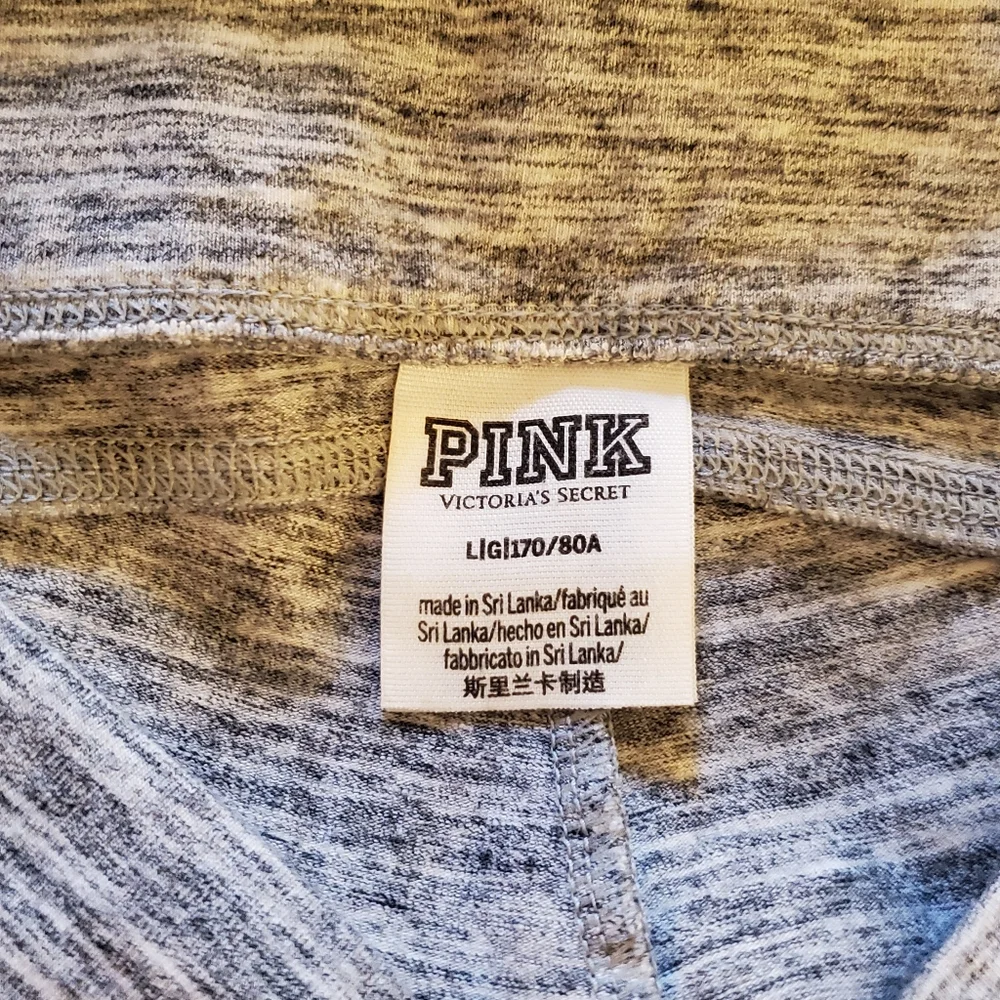 PINK
VICTORIA'S SECRET
L|G|170/80A
made in Sri Lanka/fabriqué au
Sri Lanka/hecho en Sri Lanka/
fabbricato in Sri Lanka/
斯里兰卡制造